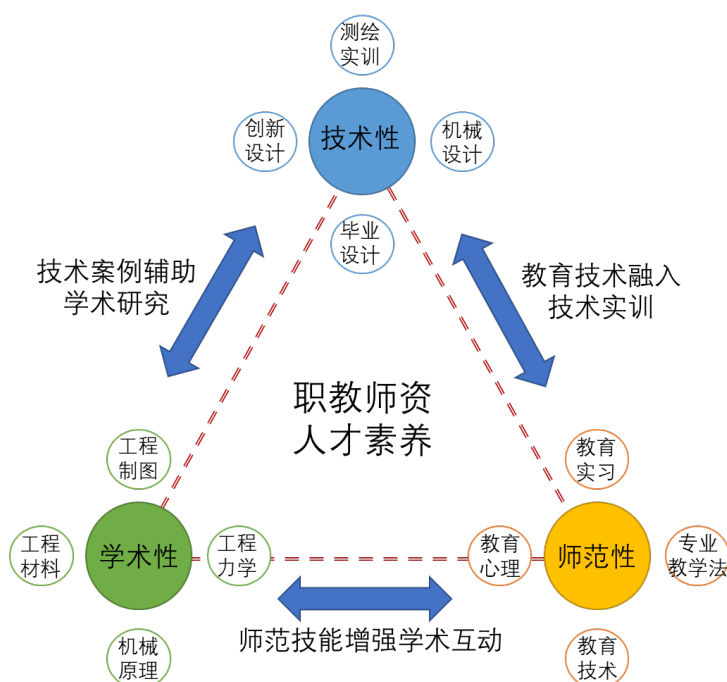 测绘
实训
创新
设计
技术性
机械
设计
毕业
设计
技术案例辅助
学术研究
教育技术融入
技术实训
职教师资
人才素养
工程
制图
工程
材料
学术性
工程
力学
机械
原理
教育
实习
教育
心理
师范性
专业
教学法
教育
技术
师范技能增强学术互动